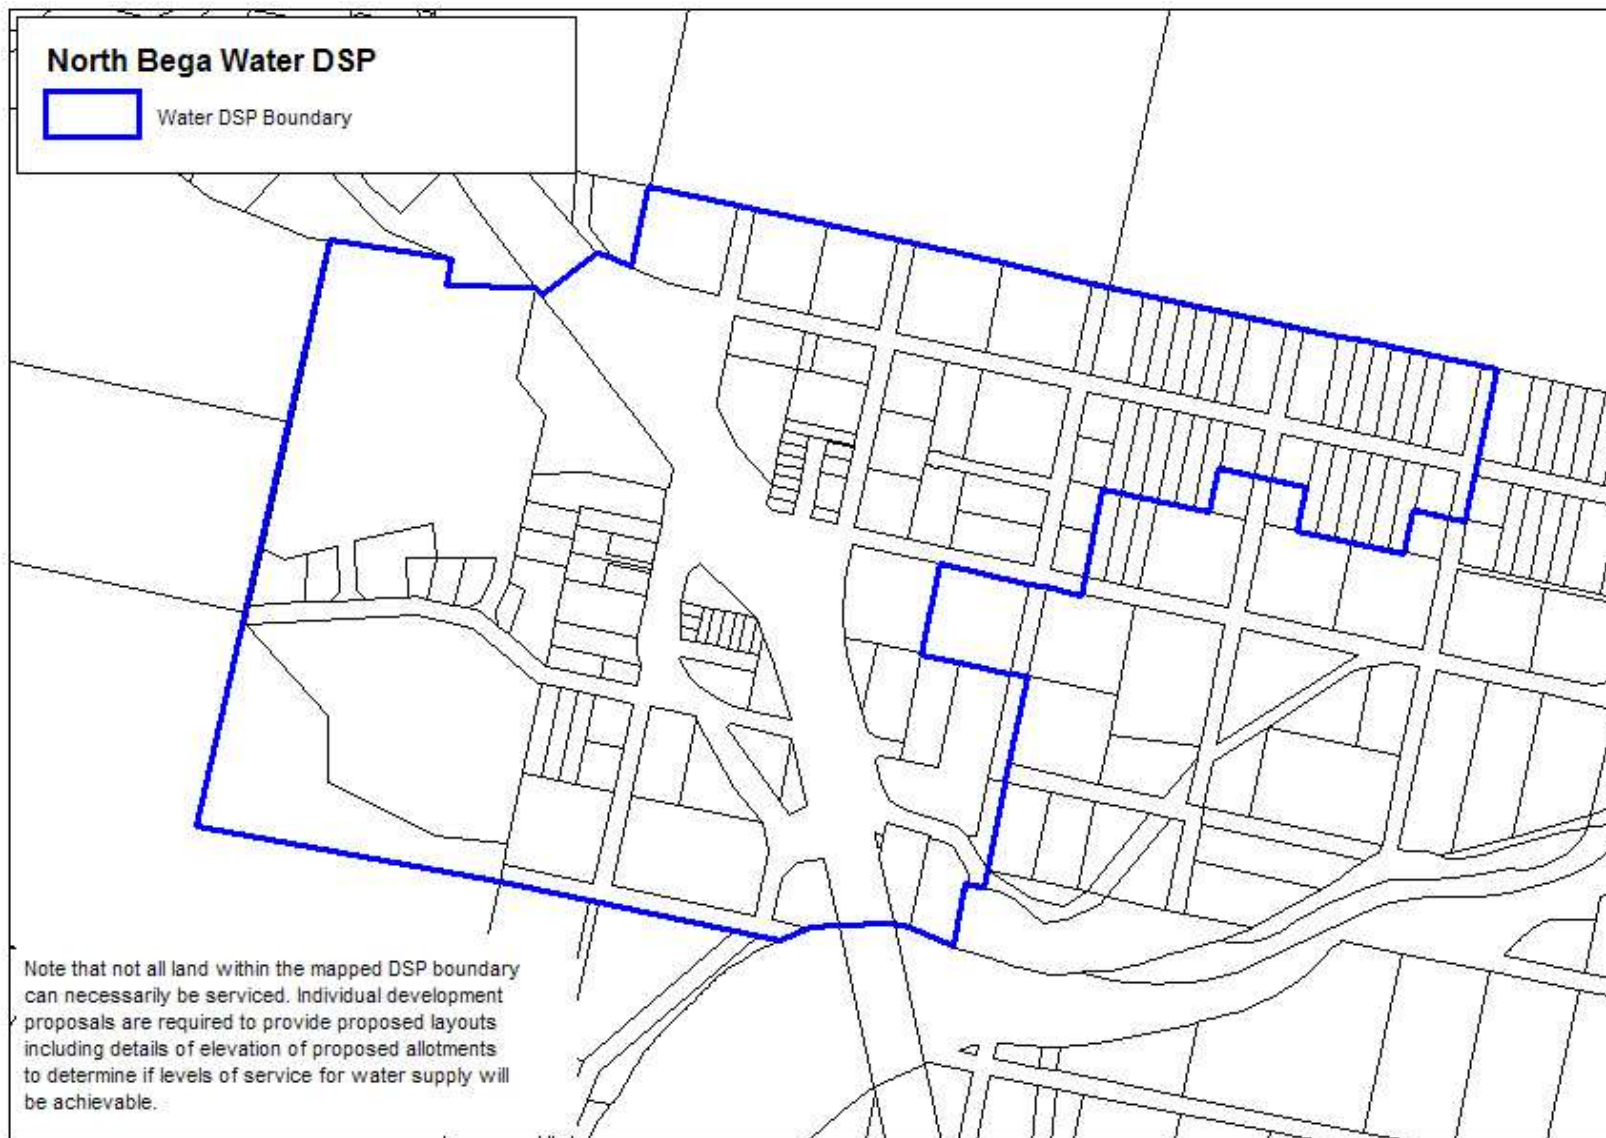 North Bega Water DSP
Water DSP Boundary
Note that not all land within the mapped DSP boundary
can necessarily be serviced. Individual development
proposals are required to provide proposed layouts
including details of elevation of proposed allotments
to determine if levels of service for water supply will
be achievable.